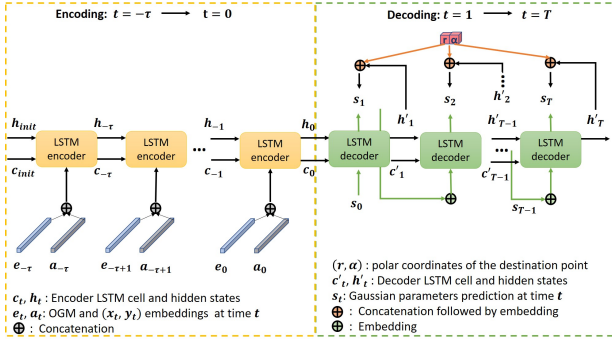 Encoding: t = −τ ⟶ t = 0
Decoding: t = 1 ⟶ t = T
r α
s_1 s_2 s_T
h'_1 h'_2 h'_T
h_init h_−τ h_−1 h_0 h'_T−1
LSTM encoder LSTM encoder ... LSTM encoder LSTM decoder LSTM decoder ... LSTM decoder
c_init c_−τ c_−1 c_0 c'_1 c'_T−1
s_0 s_T−1
e_−τ a_−τ e_−τ+1 a_−τ+1 e_0 a_0
c_t, h_t : Encoder LSTM cell and hidden states
e_t, a_t: OGM and (x_t, y_t) embeddings at time t
⊕ : Concatenation
(r, α) : polar coordinates of the destination point
c'_t, h'_t : Decoder LSTM cell and hidden states
s_t: Gaussian parameters prediction at time t
⊕ : Concatenation followed by embedding
⊕ : Embedding